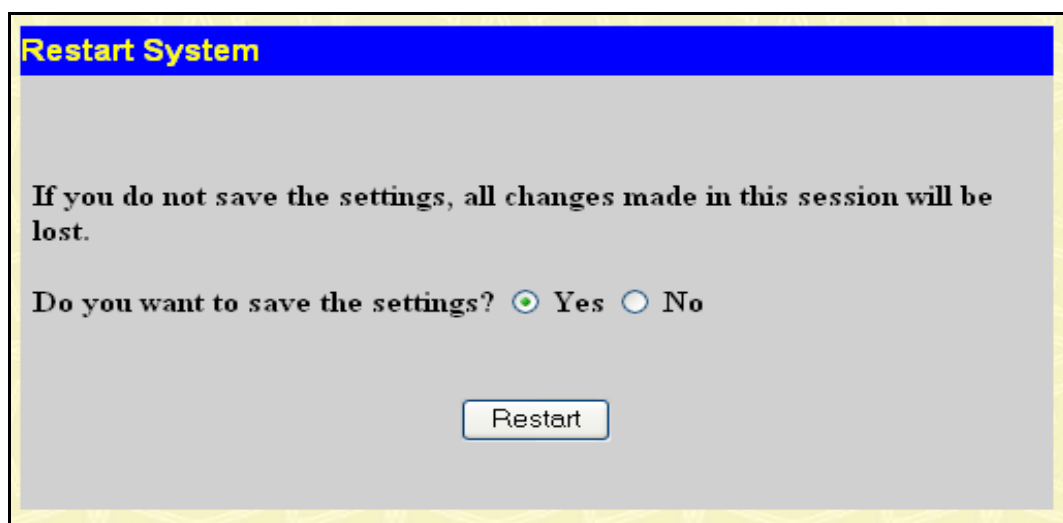 Restart System
If you do not save the settings, all changes made in this session will be
lost.
Do you want to save the settings? Yes No
Restart